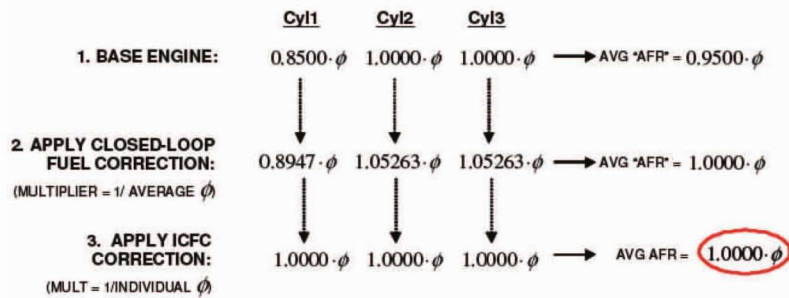 Cyl1 Cyl2 Cyl3
1. BASE ENGINE: 0.8500·ϕ 1.0000·ϕ 1.0000·ϕ AVG "AFR" = 0.9500·ϕ
2. APPLY CLOSED-LOOP
FUEL CORRECTION: 0.8947·ϕ 1.05263·ϕ 1.05263·ϕ AVG "AFR" = 1.0000·ϕ
(MULTIPLIER = 1/ AVERAGE ϕ)
3. APPLY ICFC
CORRECTION: 1.0000·ϕ 1.0000·ϕ 1.0000·ϕ AVG AFR = 1.0000·ϕ
(MULT = 1/INDIVIDUAL ϕ)